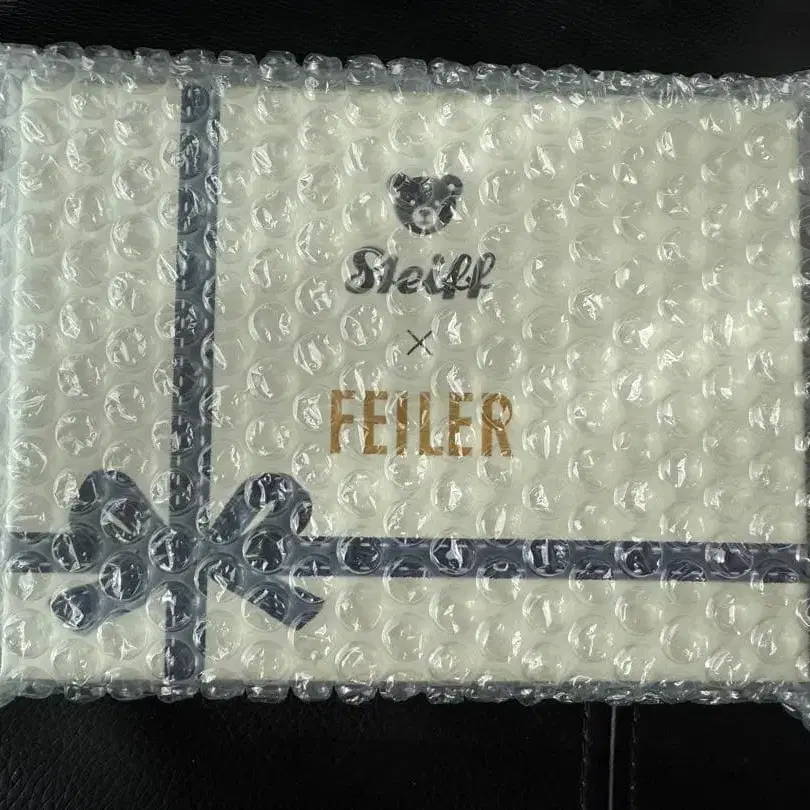 Steiff
×
FEILER